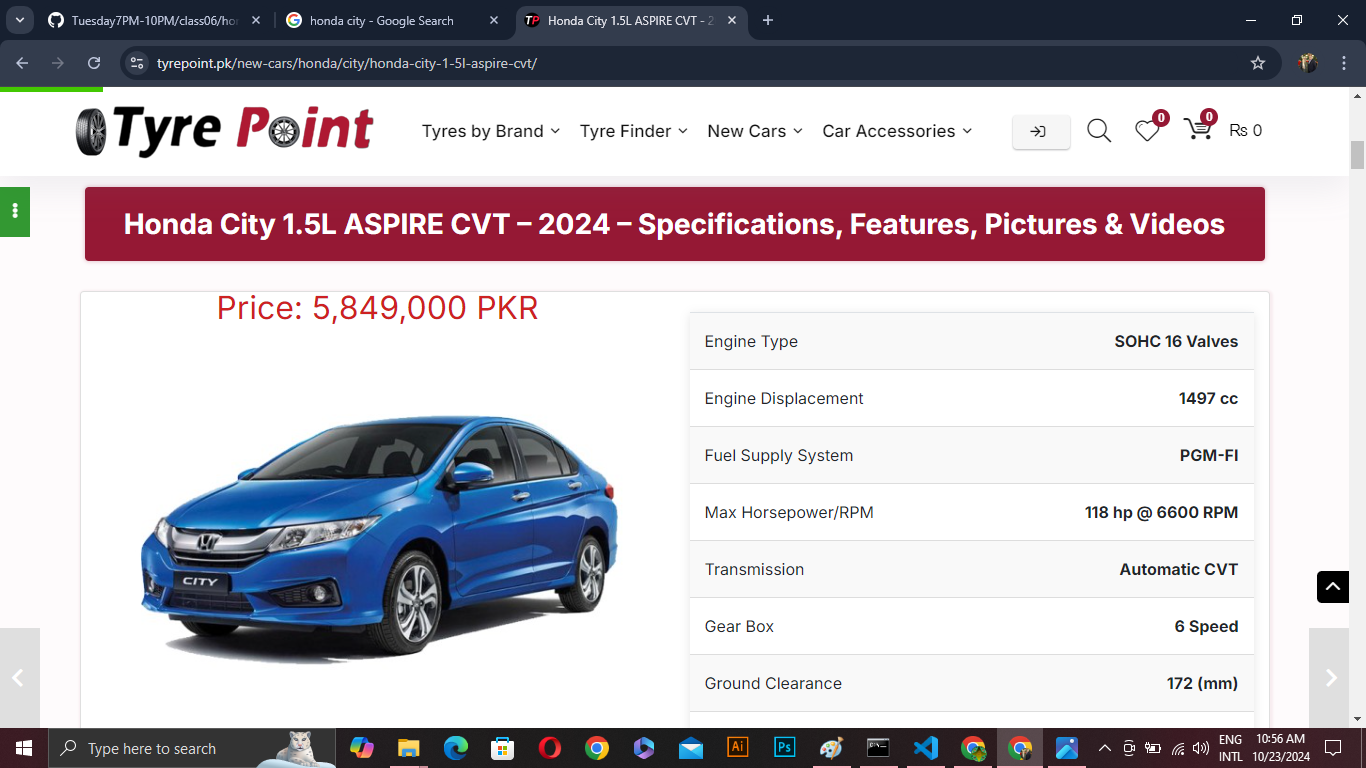 Tuesday7PM-10PM/class06/ho
honda city - Google Search
TP
Honda City 1.5L ASPIRE CVT - 2
tyrepoint.pk/new-cars/honda/city/honda-city-1-5l-aspire-cvt/
Tyre Point
Tyres by Brand
Tyre Finder
New Cars
Car Accessories
0
0
₨ 0
Honda City 1.5L ASPIRE CVT – 2024 – Specifications, Features, Pictures & Videos
Price: 5,849,000 PKR
CITY
Engine Type SOHC 16 Valves
Engine Displacement 1497 cc
Fuel Supply System PGM-FI
Max Horsepower/RPM 118 hp @ 6600 RPM
Transmission Automatic CVT
Gear Box 6 Speed
Ground Clearance 172 (mm)
Type here to search
Ai
Ps
ENG
INTL
10:56 AM
10/23/2024